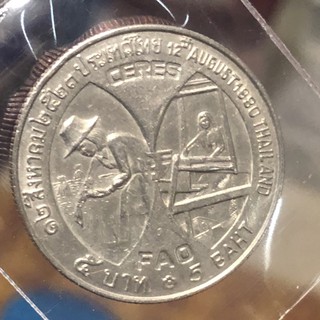 ๑๒ สิงหาคม ๒๕๒๓ ประเทศไทย 12TH AUGUST 1980 THAILAND
CERES
FAO
๕ บาท 5 BAHT